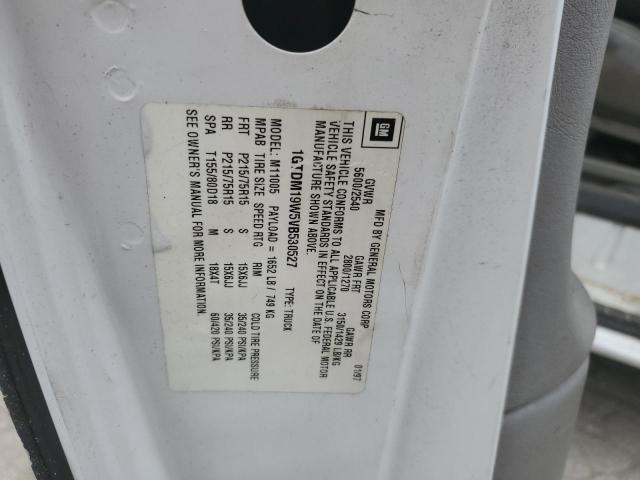 GM
MFD BY GENERAL MOTORS CORP 01/97
GVWR GAWR FRT GAWR RR
5600/2540 2800/1270 3150/1429 LB/KG
THIS VEHICLE CONFORMS TO ALL APPLICABLE U.S. FEDERAL MOTOR
VEHICLE SAFETY STANDARDS IN EFFECT ON THE DATE OF
MANUFACTURE SHOWN ABOVE.
1GTDM19W5VB530527 TYPE: TRUCK
MODEL: M11005 PAYLOAD = 1652 LB / 749 KG
MPAB TIRE SIZE SPEED RTG RIM COLD TIRE PRESSURE
FRT P215/75R15 S 15X6JJ 35/240 PSI/KPA
RR P215/75R15 S 15X6JJ 35/240 PSI/KPA
SPA T155/80D18 M 18X4T 60/420 PSI/KPA
SEE OWNER'S MANUAL FOR MORE INFORMATION.